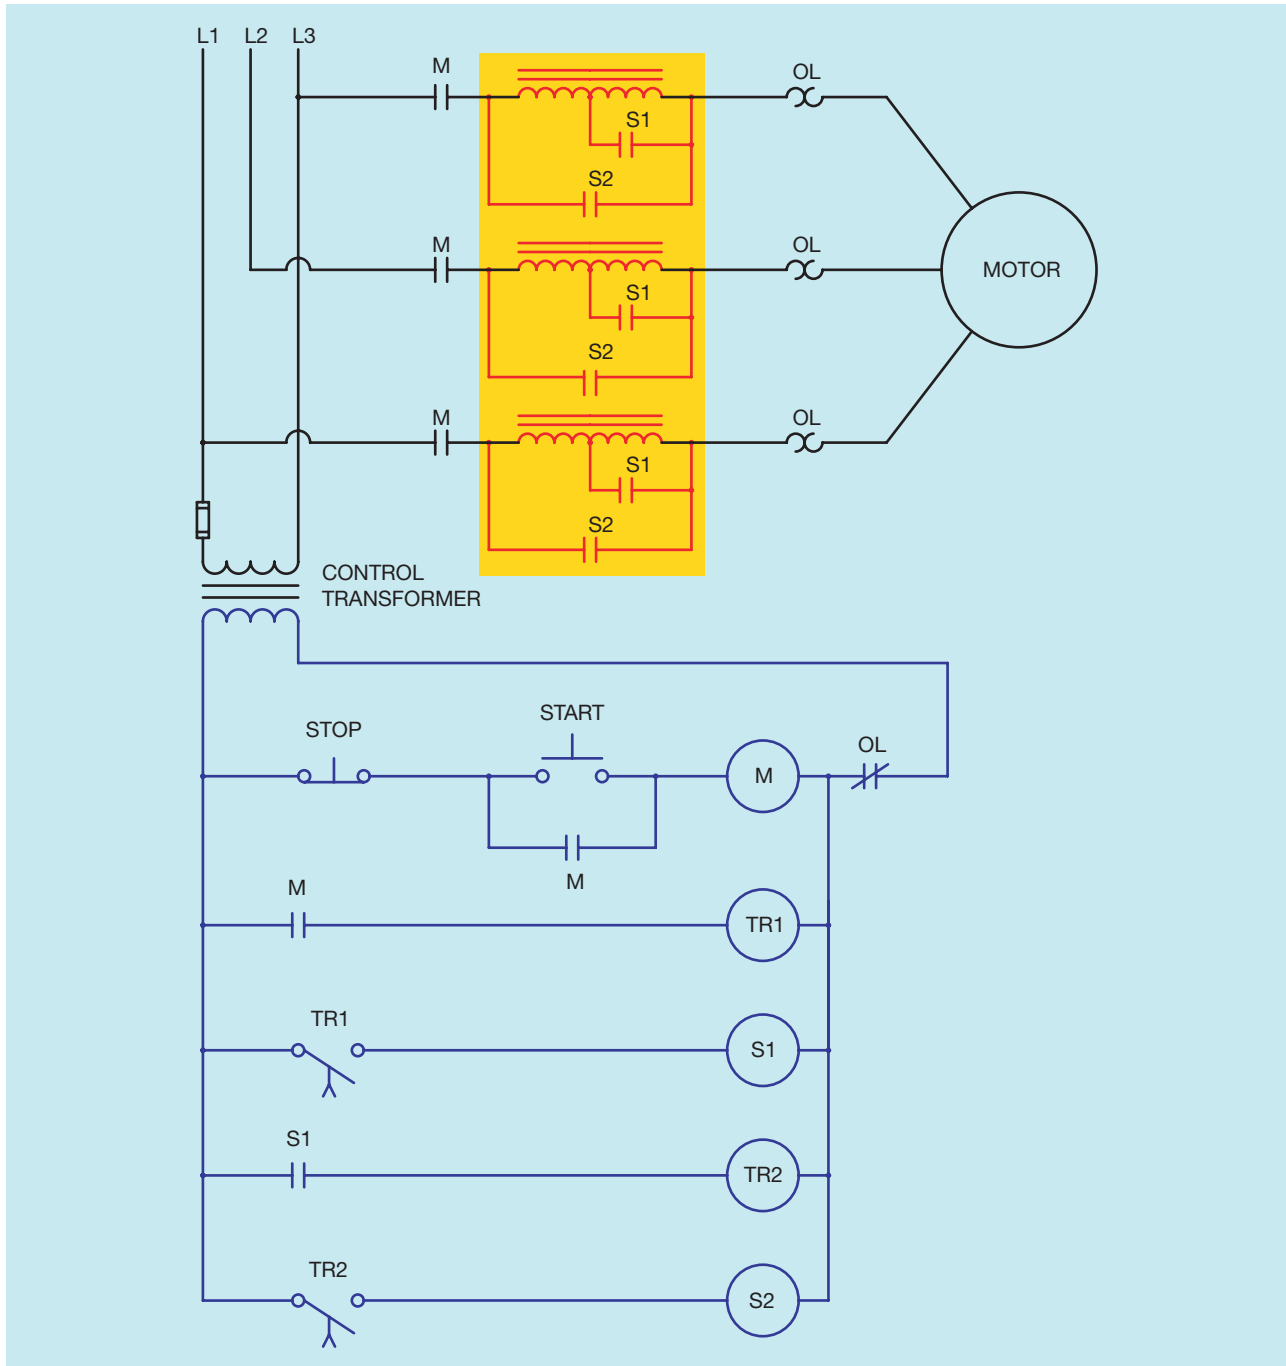 L1 L2 L3
M
OL
S1
S2
M
OL
S1
MOTOR
S2
M
OL
S1
S2
CONTROL
TRANSFORMER
STOP
START
OL
M
M
M
TR1
TR1
S1
S1
TR2
TR2
S2